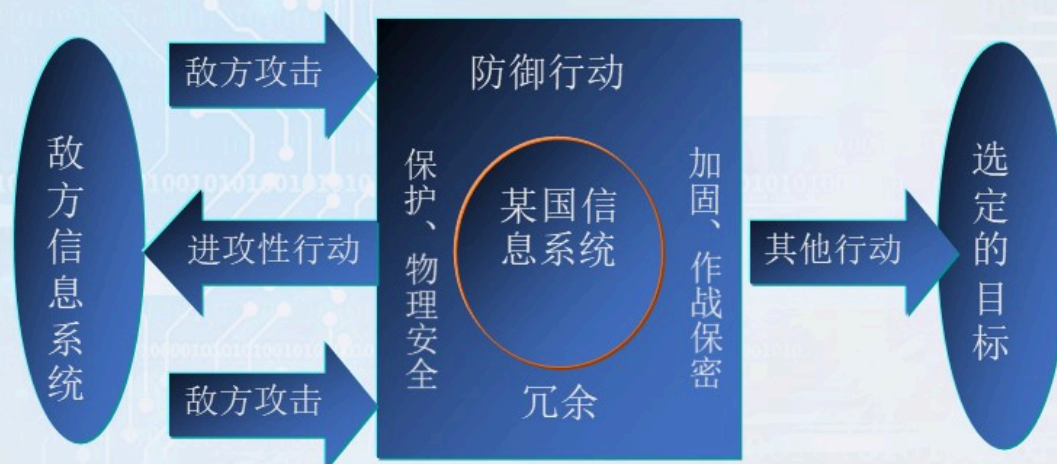 敌方信息系统
敌方攻击
进攻性行动
敌方攻击
防御行动
保护、物理安全
某国信
息系统
加固、作战保密
冗余
其他行动
选定的目标